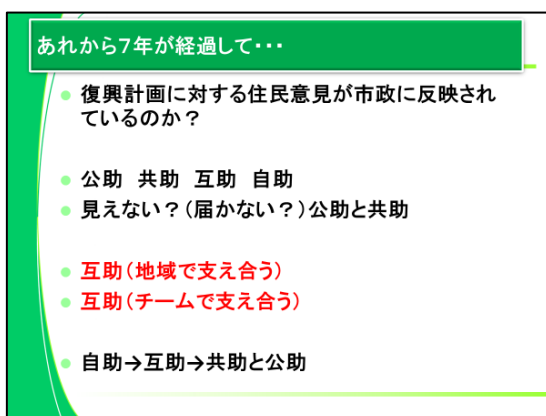 あれから7年が経過して・・・
復興計画に対する住民意見が市政に反映され
ているのか？
公助　共助　互助　自助
見えない？（届かない？）公助と共助
互助（地域で支え合う）
互助（チームで支え合う）
自助→互助→共助と公助